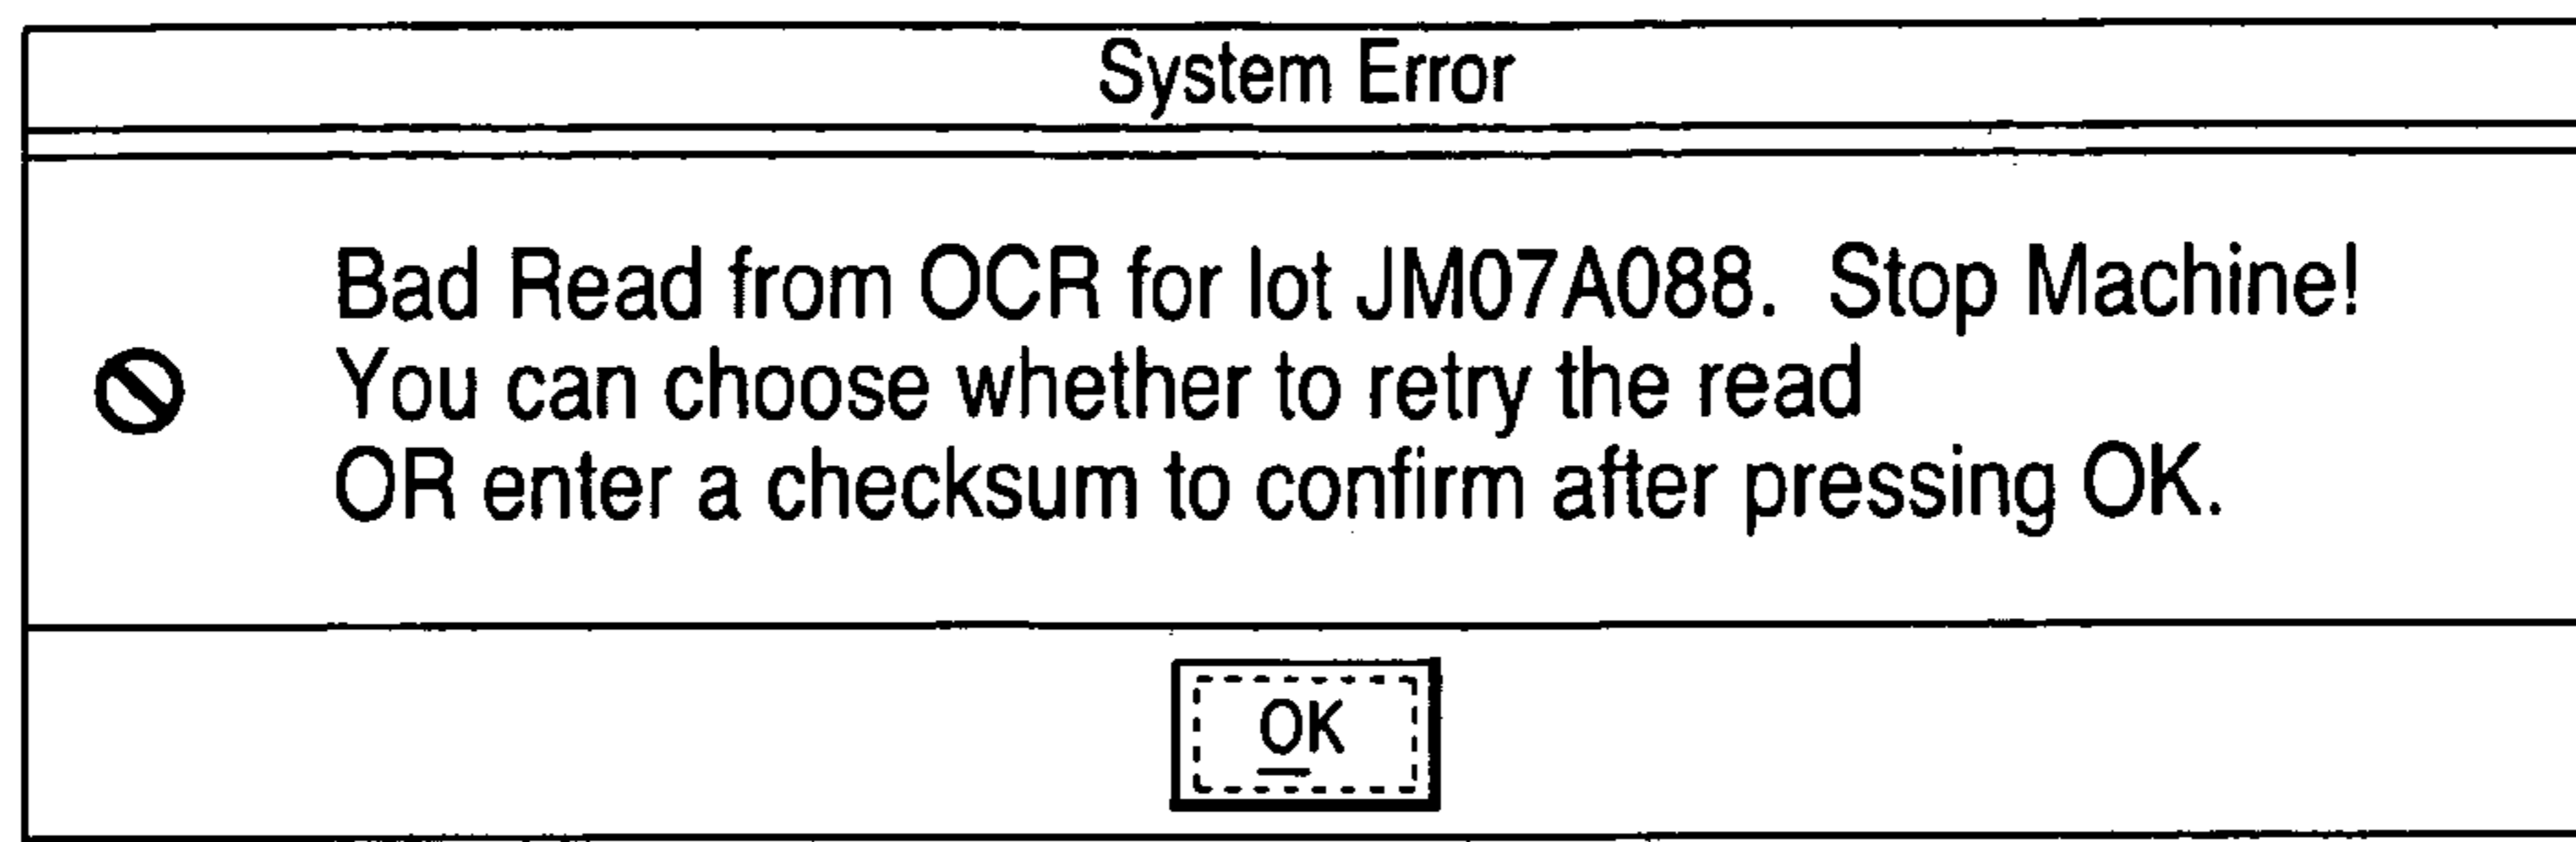 System Error
Bad Read from OCR for lot JM07A088.  Stop Machine!
You can choose whether to retry the read
OR enter a checksum to confirm after pressing OK.
OK